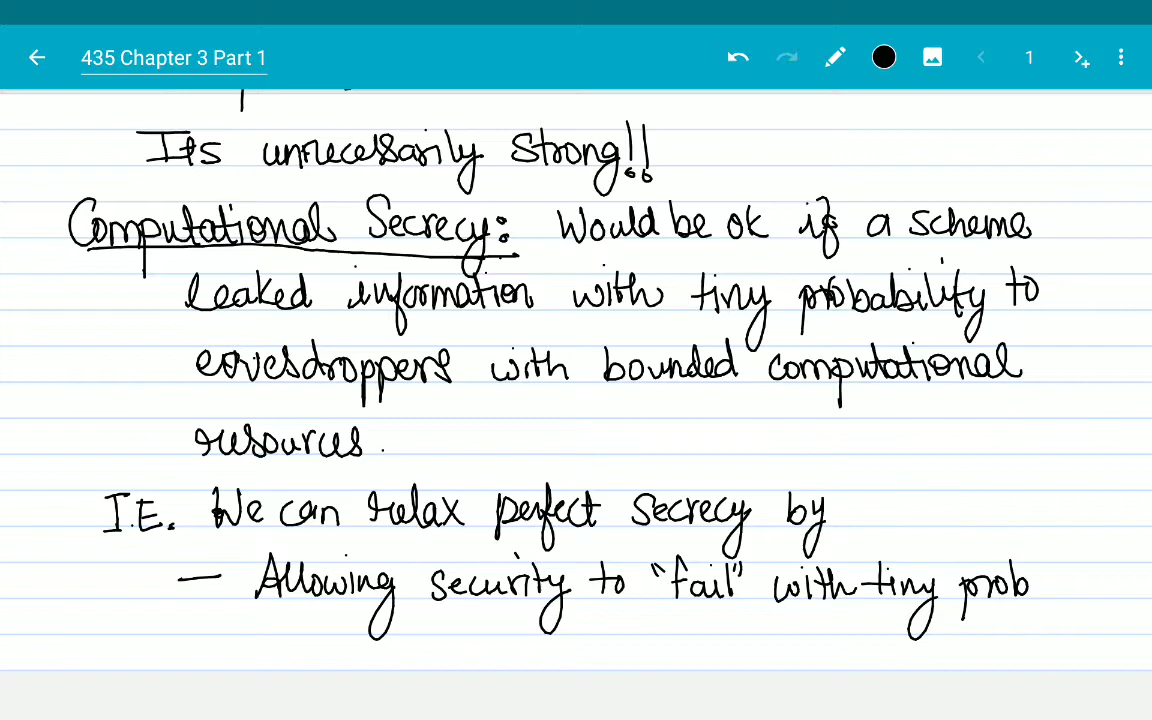 435 Chapter 3 Part 1
1
Its unnecessarily strong!!
Computational Secrecy: Would be ok if a scheme
leaked information with tiny probability to
eavesdroppers with bounded computational
resources.
I.E. We can relax perfect secrecy by
— Allowing security to "fail" with tiny prob